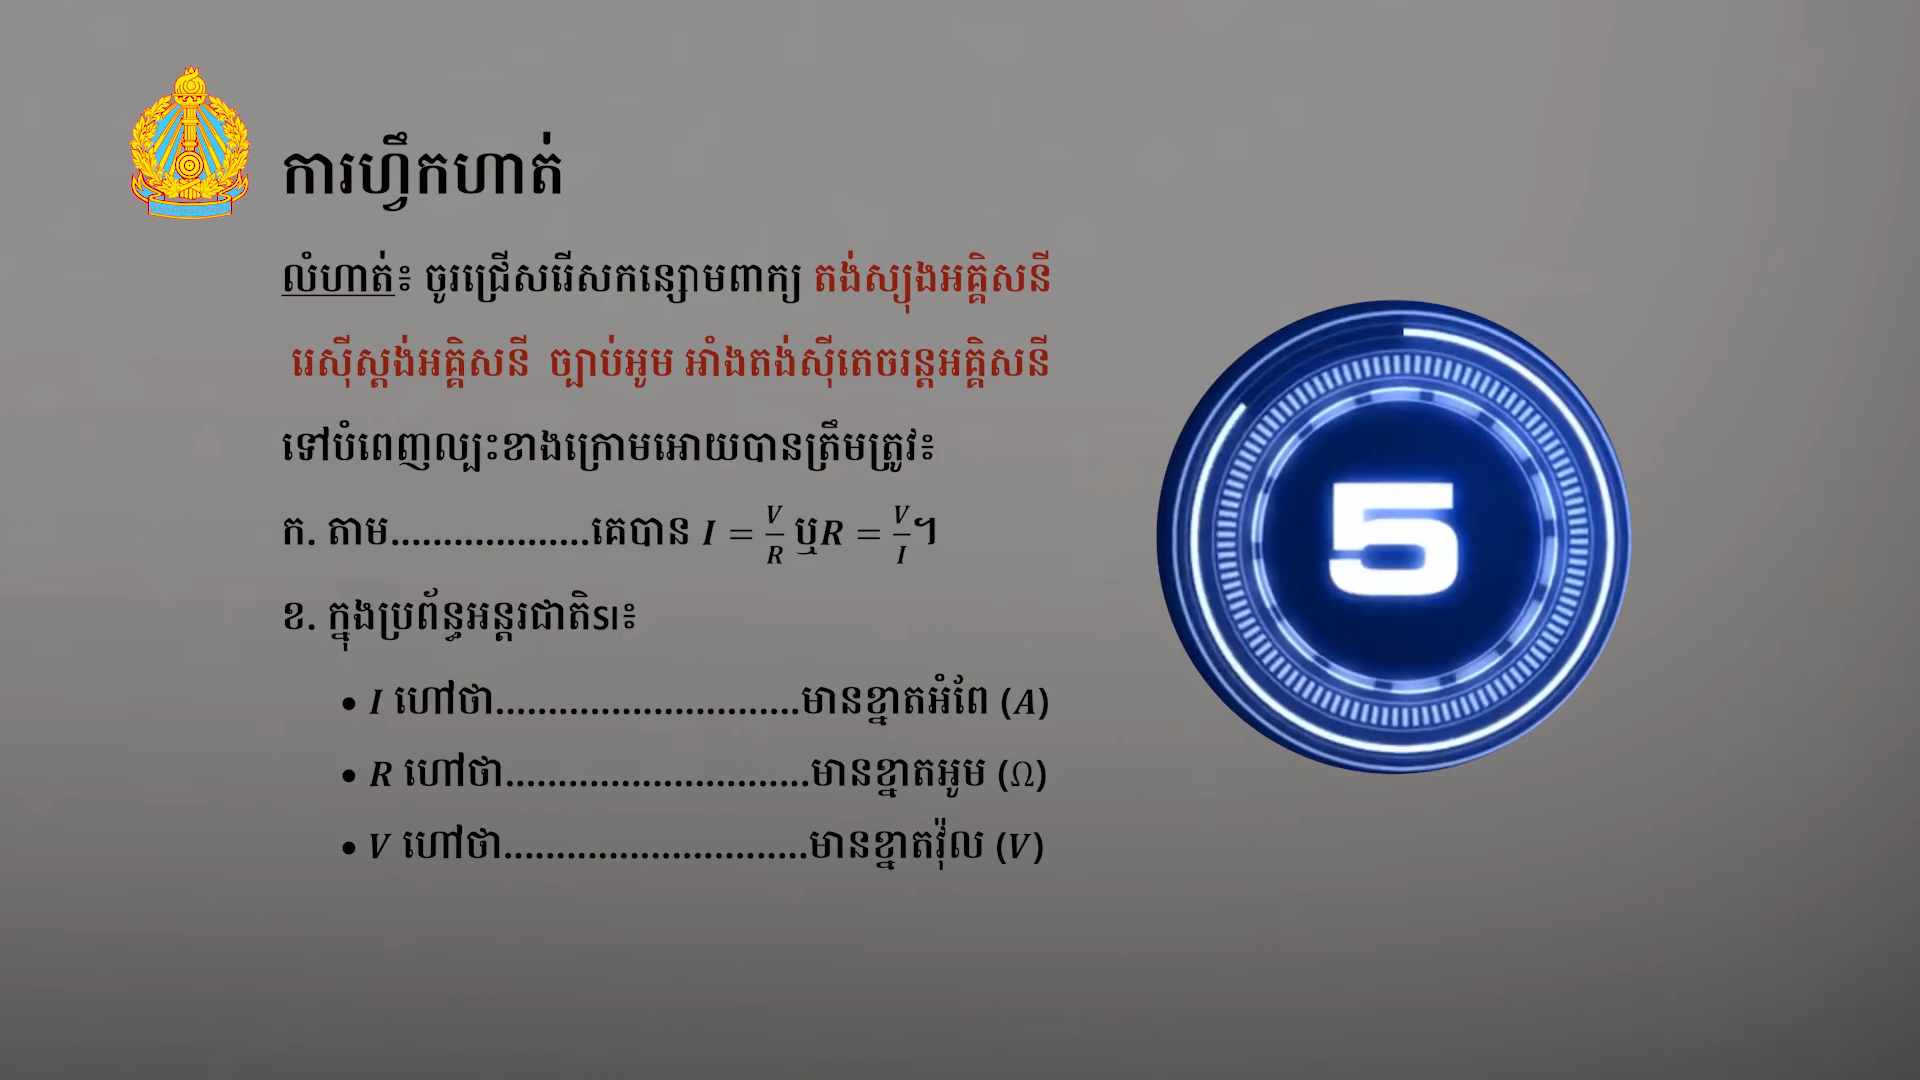 ការហ្វឹកហាត់
លំហាត់៖ ចូរជ្រើសរើសកន្សោមពាក្យ តង់ស្យុងអគ្គិសនី
រេស៊ីស្តង់អគ្គិសនី ច្បាប់អូម អាំងតង់ស៊ីតេចរន្តអគ្គិសនី
ទៅបំពេញល្បះខាងក្រោមអោយបានត្រឹមត្រូវ៖
ក. តាម...................គេបាន I = V/R ឬ R = V/I ។
ខ. ក្នុងប្រព័ន្ធអន្តរជាតិSI៖
• I ហៅថា.............................មានខ្នាតអំពែ (A)
• R ហៅថា.............................មានខ្នាតអូម (Ω)
• V ហៅថា.............................មានខ្នាតវ៉ុល (V)
5